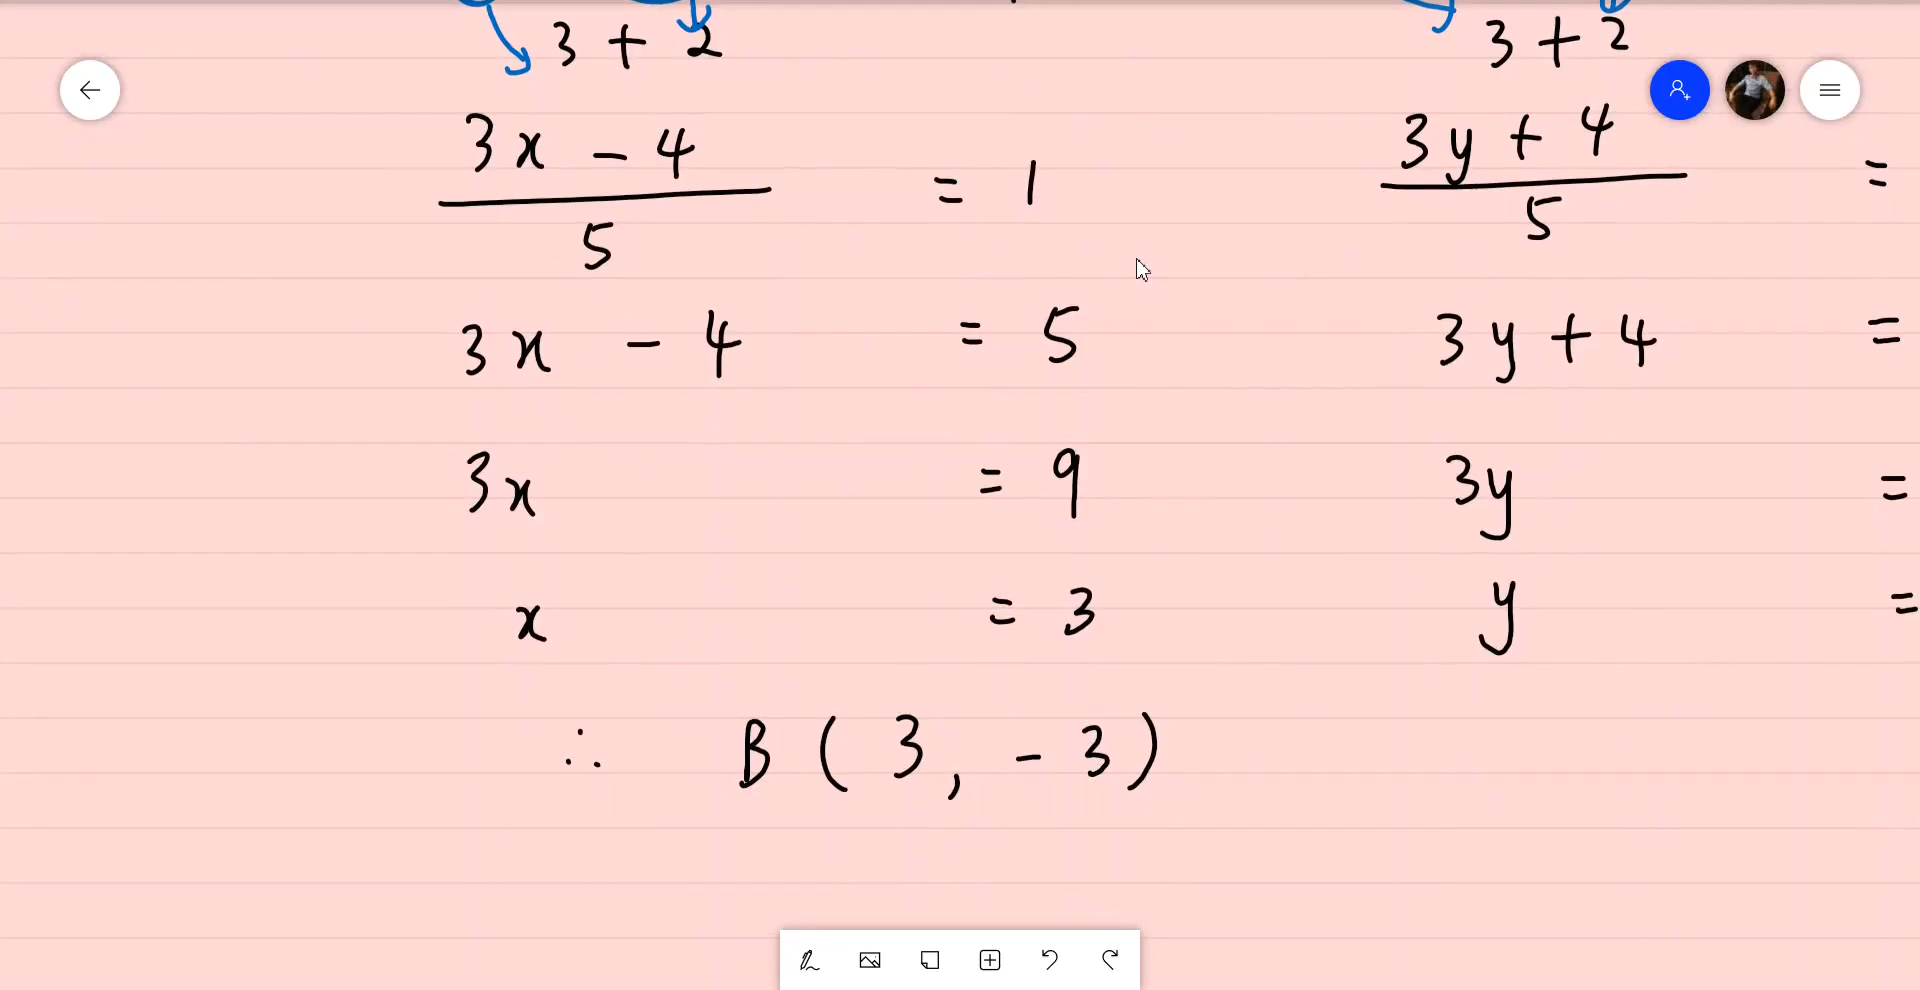 3 + 2 3 + 2
3x - 4 / 5 = 1 3y + 4 / 5 =
3x - 4 = 5 3y + 4 =
3x = 9 3y =
x = 3 y =
∴ B ( 3 , - 3 )